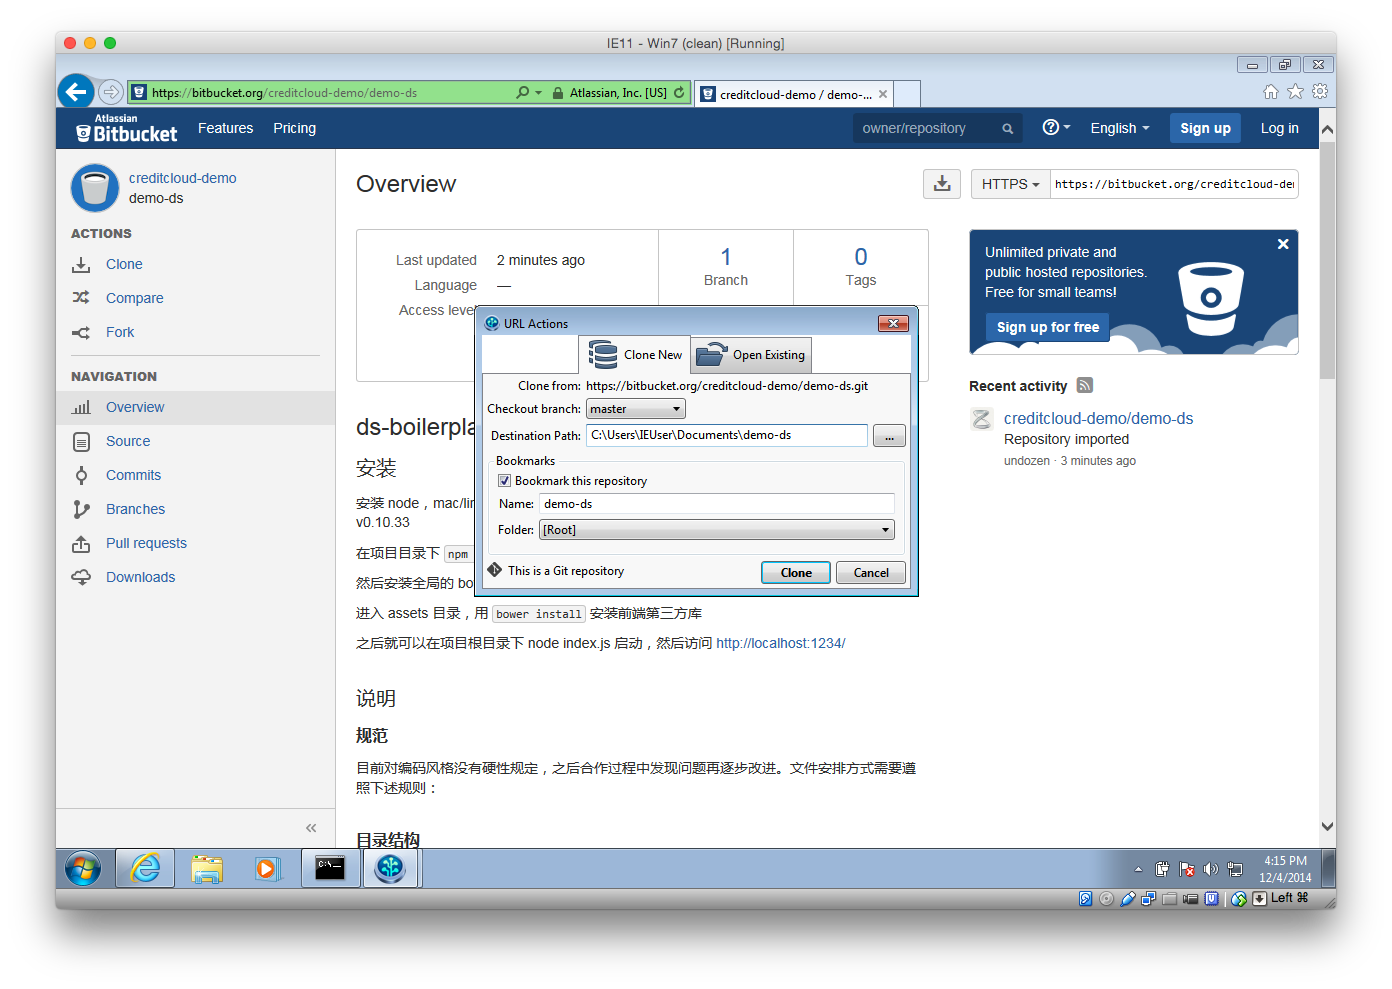 IE11 - Win7 (clean) [Running]
https://bitbucket.org/creditcloud-demo/demo-ds
Atlassian, Inc. [US]
creditcloud-demo / demo-...
Atlassian
Bitbucket
Features
Pricing
owner/repository
English
Sign up
Log in
creditcloud-demo
demo-ds
ACTIONS
Clone
Compare
Fork
NAVIGATION
Overview
Source
Commits
Branches
Pull requests
Downloads
Overview
HTTPS
https://bitbucket.org/creditcloud-de
Last updated 2 minutes ago
Language —
Access leve
1
Branch
0
Tags
ds-boilerpla
安装
安装 node，mac/li
v0.10.33
在项目目录下 npm
然后安装全局的 bo
进入 assets 目录，用 bower install 安装前端第三方库
之后就可以在项目根目录下 node index.js 启动，然后访问 http://localhost:1234/
说明
规范
目前对编码风格没有硬性规定，之后合作过程中发现问题再逐步改进。文件安排方式需要遵
照下述规则：
目录结构
URL Actions
Clone New
Open Existing
Clone from: https://bitbucket.org/creditcloud-demo/demo-ds.git
Checkout branch: master
Destination Path: C:\Users\IEUser\Documents\demo-ds
...
Bookmarks
Bookmark this repository
Name: demo-ds
Folder: [Root]
This is a Git repository
Clone
Cancel
Unlimited private and
public hosted repositories.
Free for small teams!
Sign up for free
Recent activity
creditcloud-demo/demo-ds
Repository imported
undozen · 3 minutes ago
C:\
4:15 PM
12/4/2014
Left ⌘